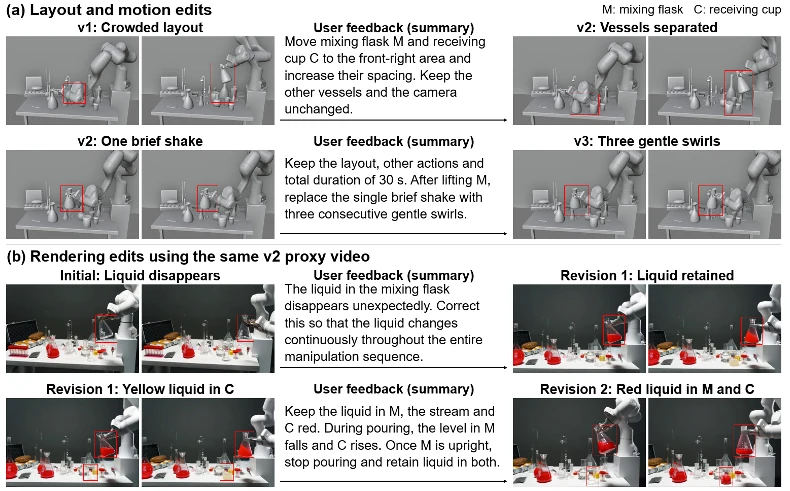 (a) Layout and motion edits
M: mixing flask C: receiving cup
v1: Crowded layout
User feedback (summary)
v2: Vessels separated
Move mixing flask M and receiving
cup C to the front-right area and
increase their spacing. Keep the
other vessels and the camera
unchanged.
v2: One brief shake
User feedback (summary)
v3: Three gentle swirls
Keep the layout, other actions and
total duration of 30 s. After lifting M,
replace the single brief shake with
three consecutive gentle swirls.
(b) Rendering edits using the same v2 proxy video
Initial: Liquid disappears
User feedback (summary)
Revision 1: Liquid retained
The liquid in the mixing flask
disappears unexpectedly. Correct
this so that the liquid changes
continuously throughout the entire
manipulation sequence.
Revision 1: Yellow liquid in C
User feedback (summary)
Revision 2: Red liquid in M and C
Keep the liquid in M, the stream and
C red. During pouring, the level in M
falls and C rises. Once M is upright,
stop pouring and retain liquid in both.